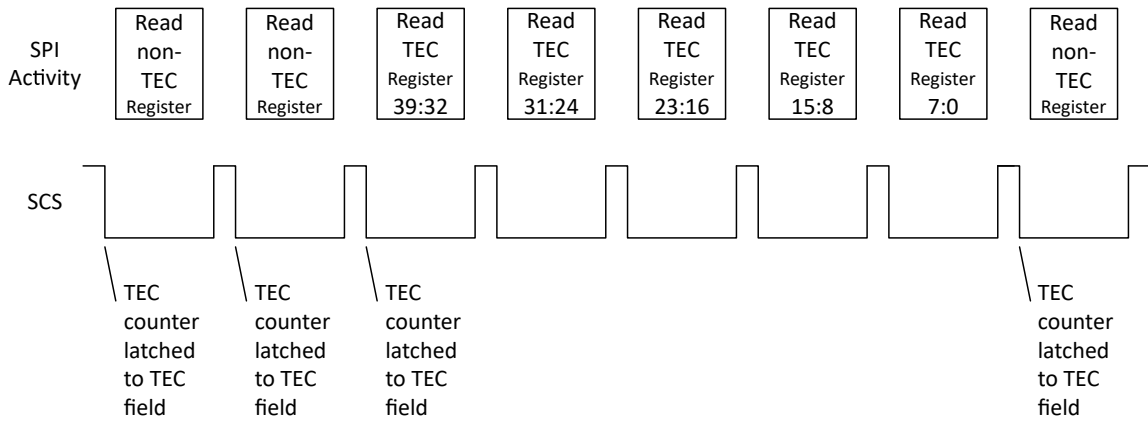 SPI
Activity
Read
non-
TEC
Register
Read
non-
TEC
Register
Read
TEC
Register
39:32
Read
TEC
Register
31:24
Read
TEC
Register
23:16
Read
TEC
Register
15:8
Read
TEC
Register
7:0
Read
non-
TEC
Register
SCS
TEC
counter
latched
to TEC
field
TEC
counter
latched
to TEC
field
TEC
counter
latched
to TEC
field
TEC
counter
latched
to TEC
field